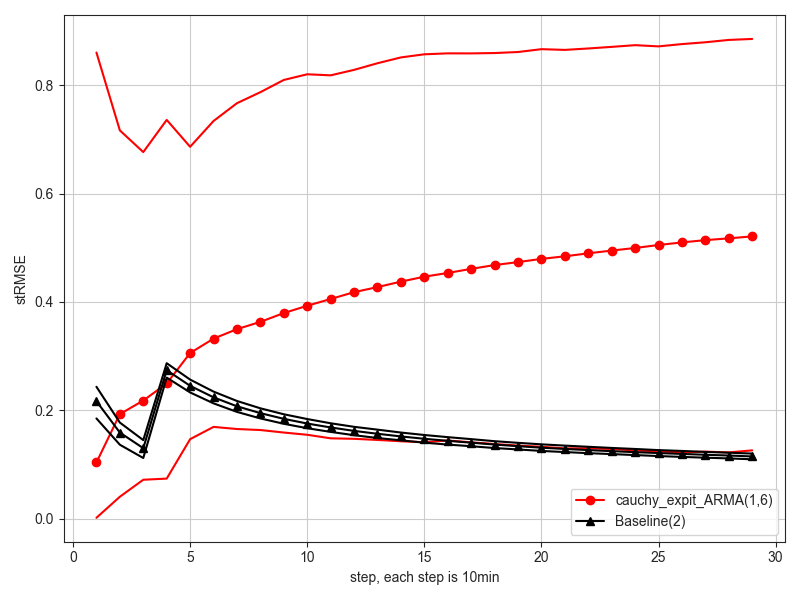 stRMSE
0.8
0.6
0.4
0.2
0.0
0 5 10 15 20 25 30
step, each step is 10min
cauchy_expit_ARMA(1,6)
Baseline(2)